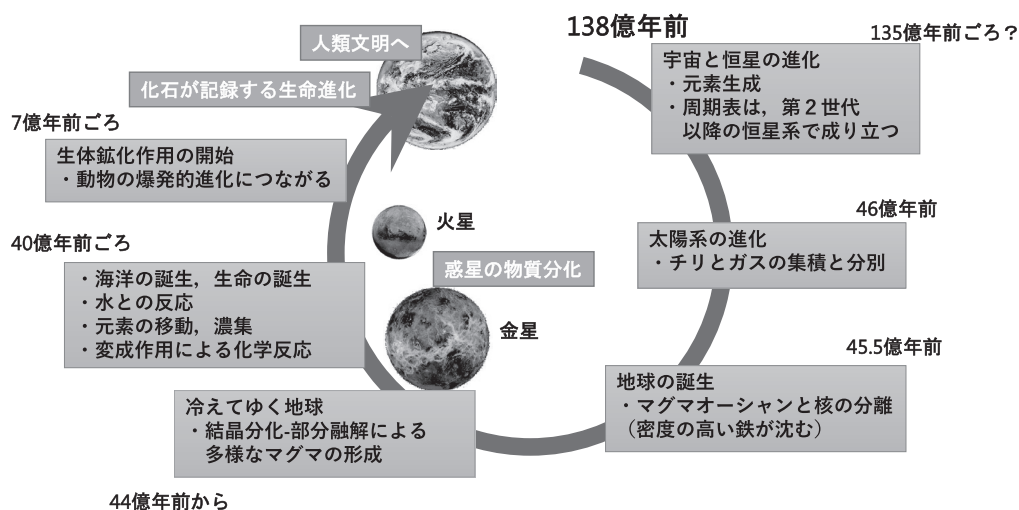 138億年前
135億年前ごろ？
宇宙と恒星の進化
・元素生成
・周期表は，第２世代
以降の恒星系で成り立つ
46億年前
太陽系の進化
・チリとガスの集積と分別
45.5億年前
地球の誕生
・マグマオーシャンと核の分離
（密度の高い鉄が沈む）
冷えてゆく地球
・結晶分化-部分融解による
多様なマグマの形成
44億年前から
40億年前ごろ
・海洋の誕生，生命の誕生
・水との反応
・元素の移動，濃集
・変成作用による化学反応
7億年前ごろ
生体鉱化作用の開始
・動物の爆発的進化につながる
化石が記録する生命進化
人類文明へ
火星
惑星の物質分化
金星